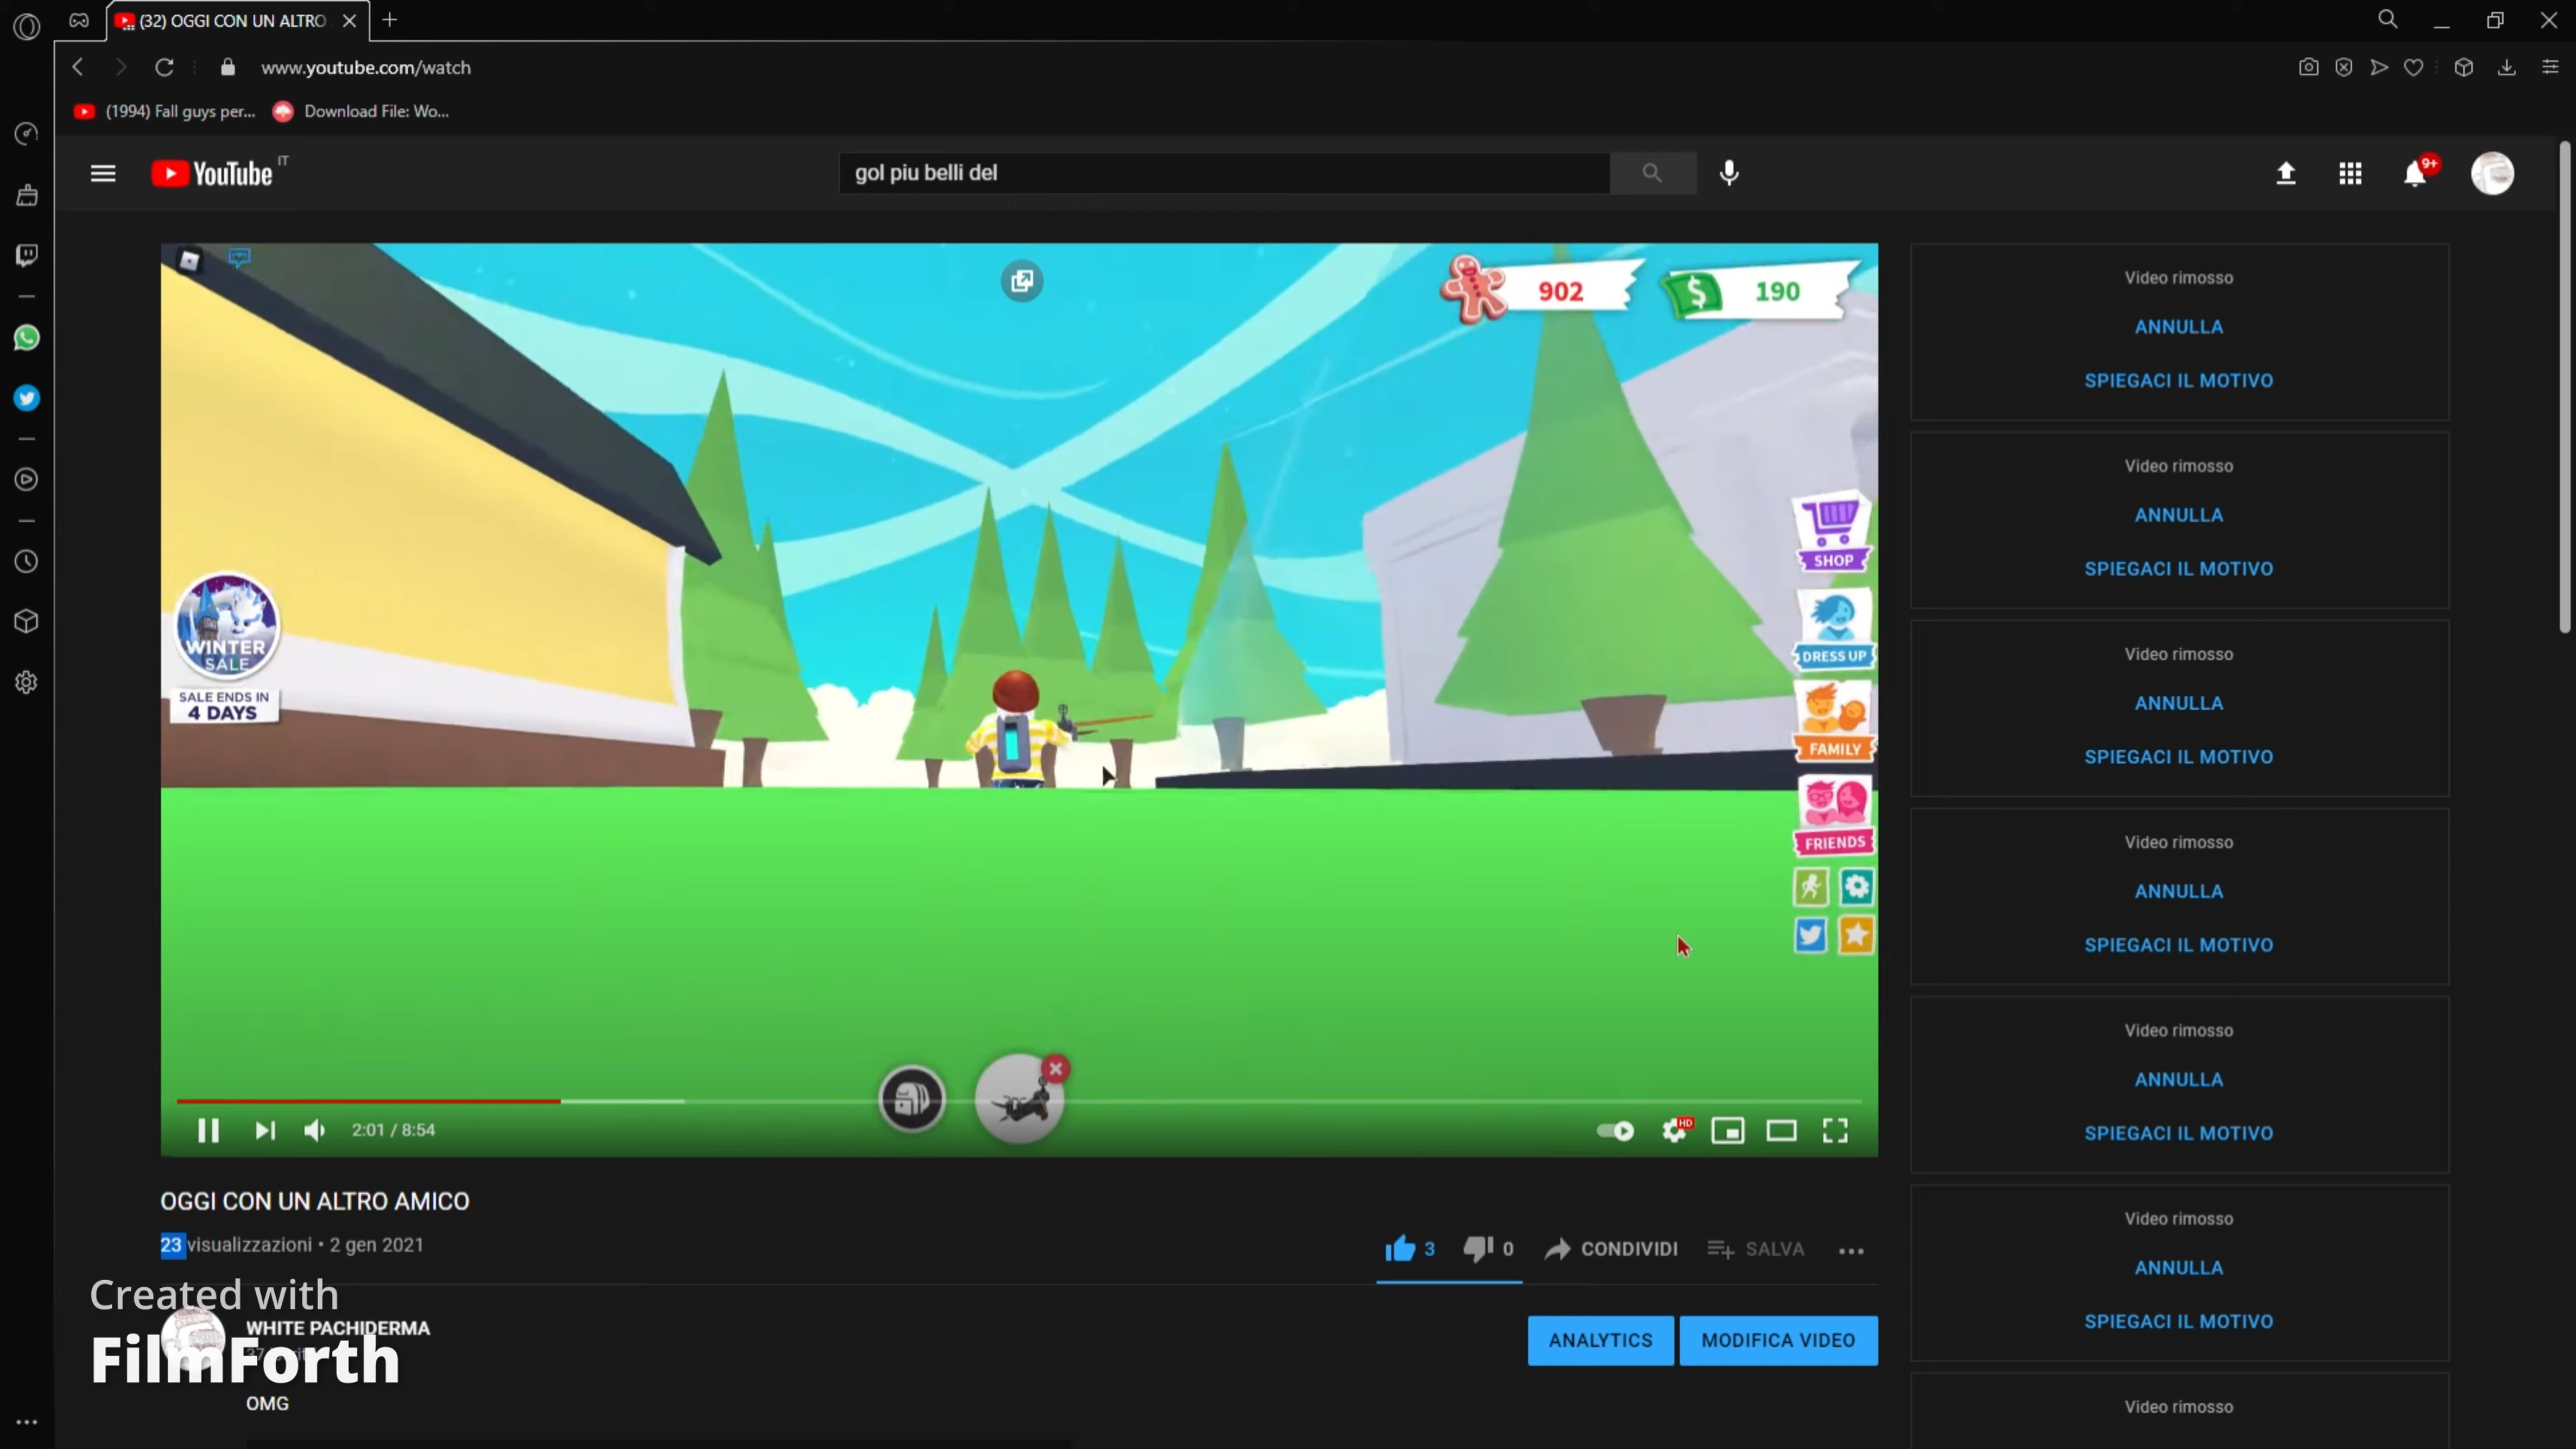 (32) OGGI CON UN ALTRO
www.youtube.com/watch
(1994) Fall guys per...
Download File: Wo...
YouTube IT
gol piu belli del
9+
902
190
WINTER
SALE
SALE ENDS IN
4 DAYS
SHOP
DRESS UP
FAMILY
FRIENDS
2:01 / 8:54
HD
OGGI CON UN ALTRO AMICO
23 visualizzazioni • 2 gen 2021
3
0
CONDIVIDI
SALVA
Created with
WHITE PACHIDERMA
FilmForth
OMG
ANALYTICS
MODIFICA VIDEO
Video rimosso
ANNULLA
SPIEGACI IL MOTIVO
Video rimosso
ANNULLA
SPIEGACI IL MOTIVO
Video rimosso
ANNULLA
SPIEGACI IL MOTIVO
Video rimosso
ANNULLA
SPIEGACI IL MOTIVO
Video rimosso
ANNULLA
SPIEGACI IL MOTIVO
Video rimosso
ANNULLA
SPIEGACI IL MOTIVO
Video rimosso